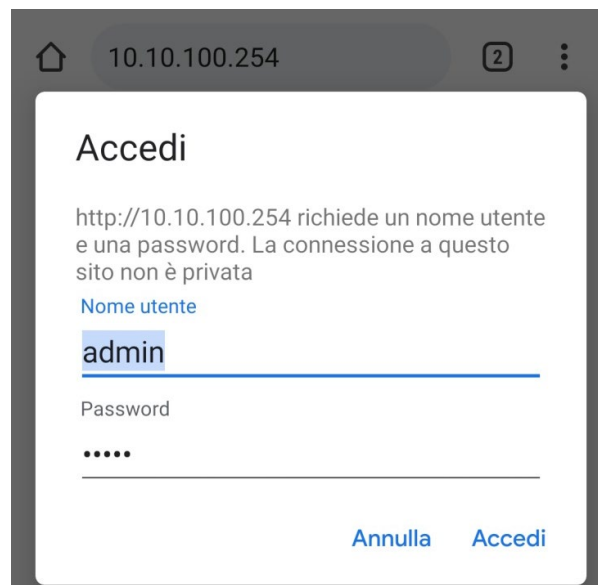 10.10.100.254
2
Accedi
http://10.10.100.254 richiede un nome utente
e una password. La connessione a questo
sito non è privata
Nome utente
admin
Password
•••••
Annulla
Accedi